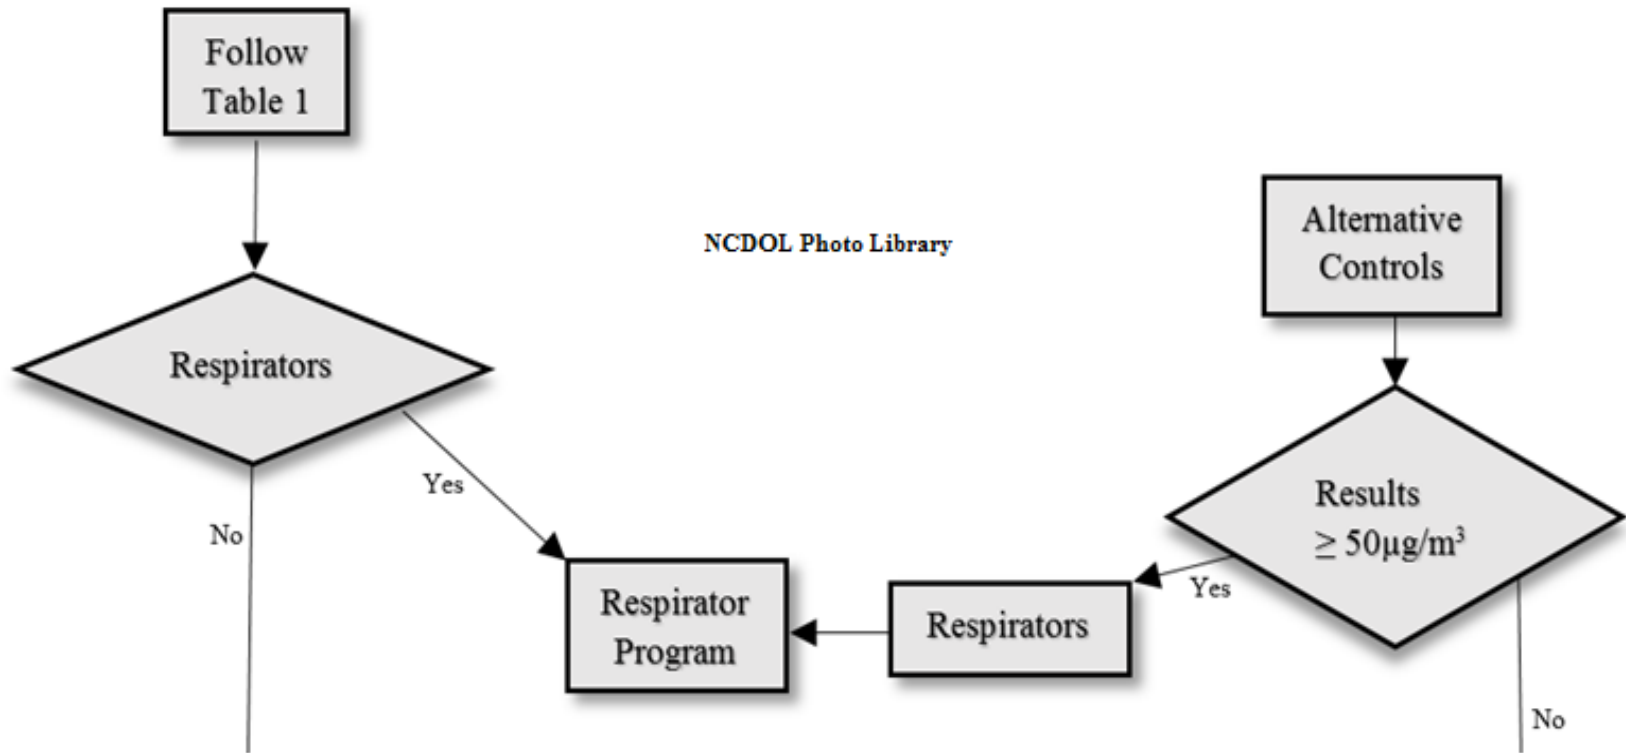 Follow
Table 1
NCDOL Photo Library
Alternative
Controls
Respirators
Yes
No
Results
≥ 50µg/m³
Yes
Respirator
Program
Respirators
No